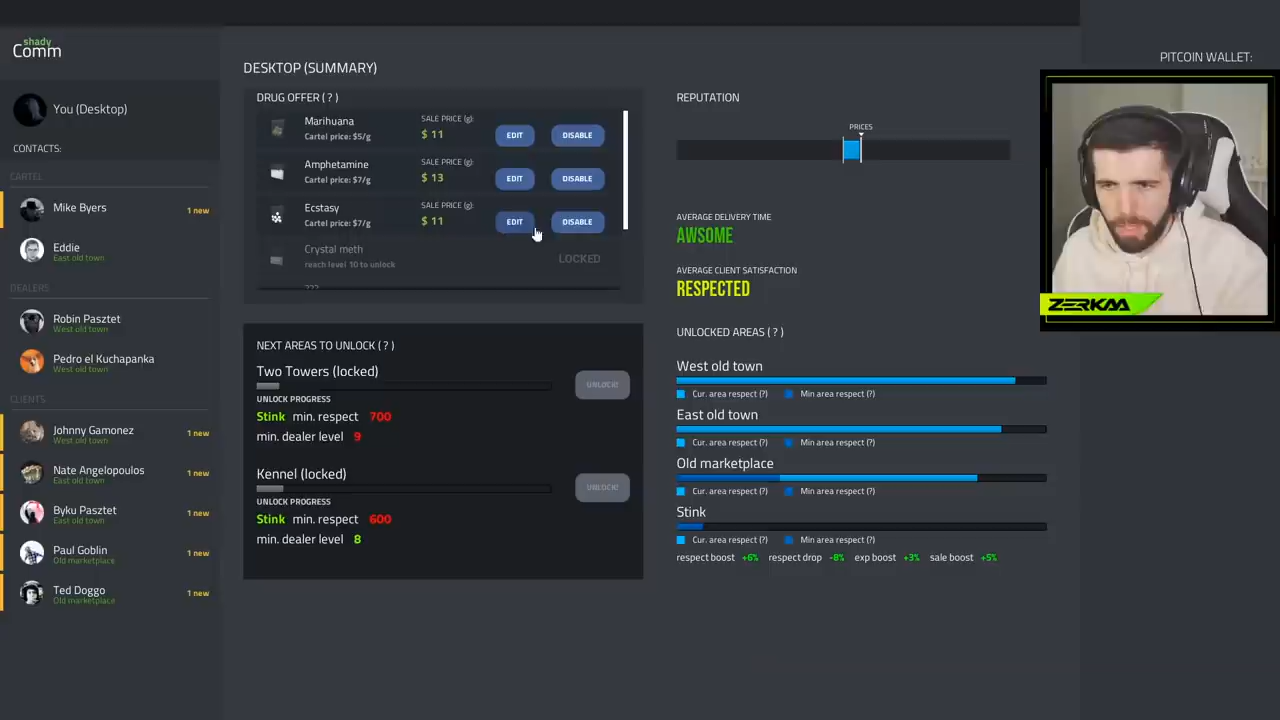 shady
Comm
You (Desktop)
CONTACTS:
CARTEL
Mike Byers
1 new
Eddie
East old town
DEALERS
Robin Pasztet
West old town
Pedro el Kuchapanka
West old town
CLIENTS
Johnny Gamonez
West old town
1 new
Nate Angelopoulos
East old town
1 new
Byku Pasztet
East old town
1 new
Paul Goblin
Old marketplace
1 new
Ted Doggo
Old marketplace
1 new
DESKTOP (SUMMARY)
DRUG OFFER ( ? )
Marihuana
Cartel price: $5/g
SALE PRICE (g):
$ 11
EDIT
DISABLE
Amphetamine
Cartel price: $7/g
SALE PRICE (g):
$ 13
EDIT
DISABLE
Ecstasy
Cartel price: $7/g
SALE PRICE (g):
$ 11
EDIT
DISABLE
Crystal meth
reach level 10 to unlock
LOCKED
???
NEXT AREAS TO UNLOCK ( ? )
Two Towers (locked)
UNLOCK PROGRESS
Stink min. respect 700
min. dealer level 9
UNLOCK!
Kennel (locked)
UNLOCK PROGRESS
Stink min. respect 600
min. dealer level 8
UNLOCK!
REPUTATION
PRICES
AVERAGE DELIVERY TIME
AWSOME
AVERAGE CLIENT SATISFACTION
RESPECTED
UNLOCKED AREAS ( ? )
West old town
Cur. area respect (?) Min area respect (?)
East old town
Cur. area respect (?) Min area respect (?)
Old marketplace
Cur. area respect (?) Min area respect (?)
Stink
Cur. area respect (?) Min area respect (?)
respect boost +6% respect drop -8% exp boost +3% sale boost +5%
PITCOIN WALLET:
ZERKAA